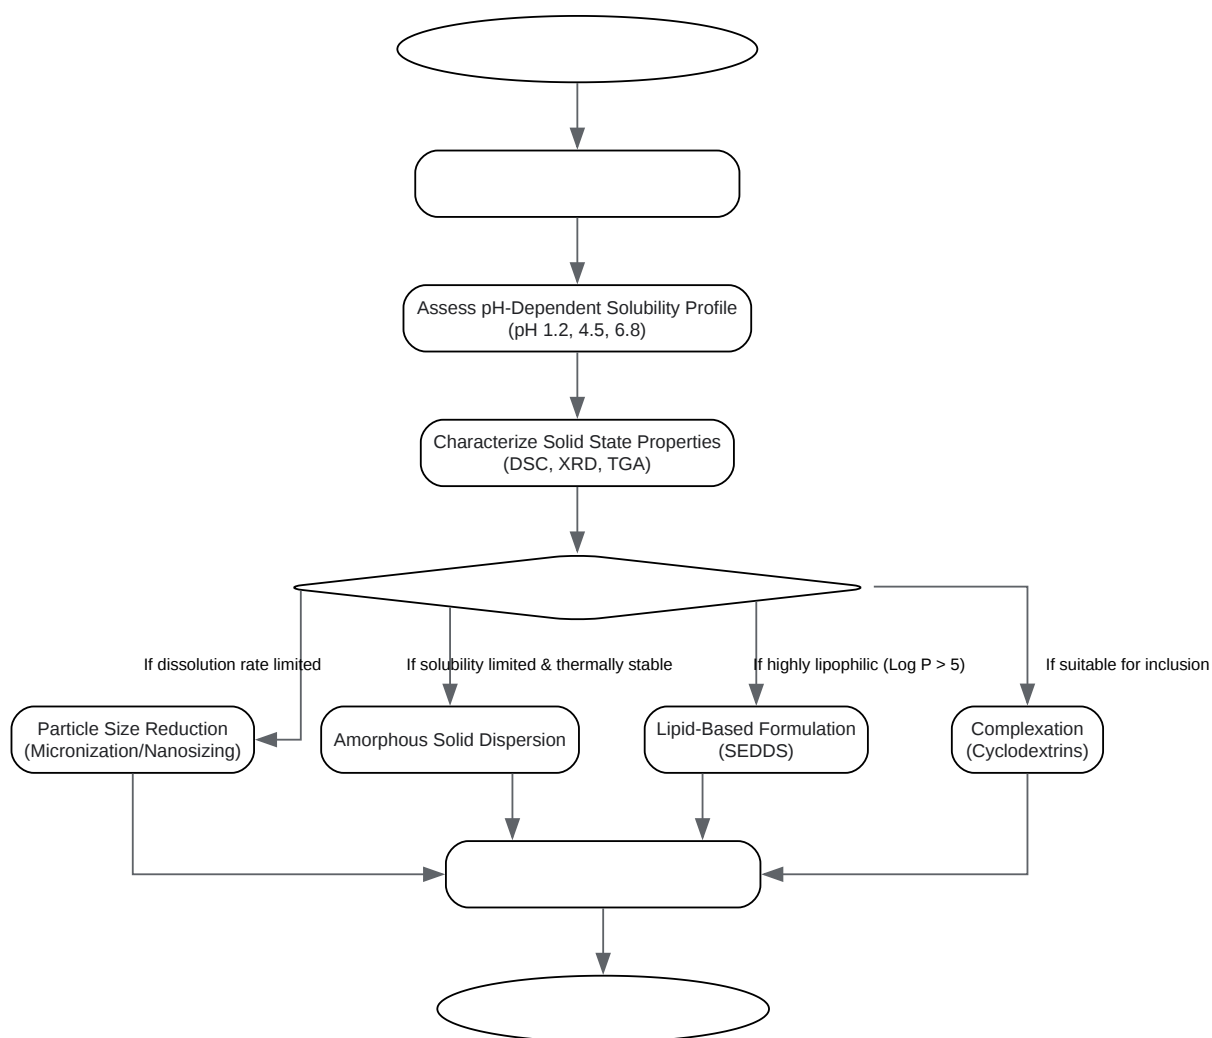 Assess pH-Dependent Solubility Profile
(pH 1.2, 4.5, 6.8)
Characterize Solid State Properties
(DSC, XRD, TGA)
If dissolution rate limited
If solubility limited & thermally stable
If highly lipophilic (Log P > 5)
If suitable for inclusion
Particle Size Reduction
(Micronization/Nanosizing)
Amorphous Solid Dispersion
Lipid-Based Formulation
(SEDDS)
Complexation
(Cyclodextrins)